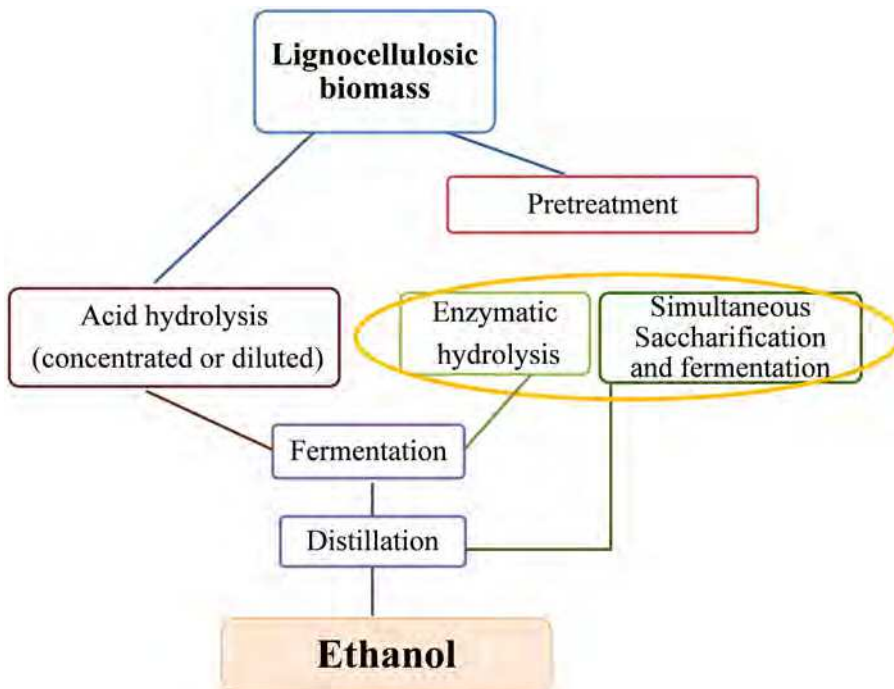 Lignocellulosic
biomass
Pretreatment
Acid hydrolysis
(concentrated or diluted)
Enzymatic
hydrolysis
Simultaneous
Saccharification
and fermentation
Fermentation
Distillation
Ethanol